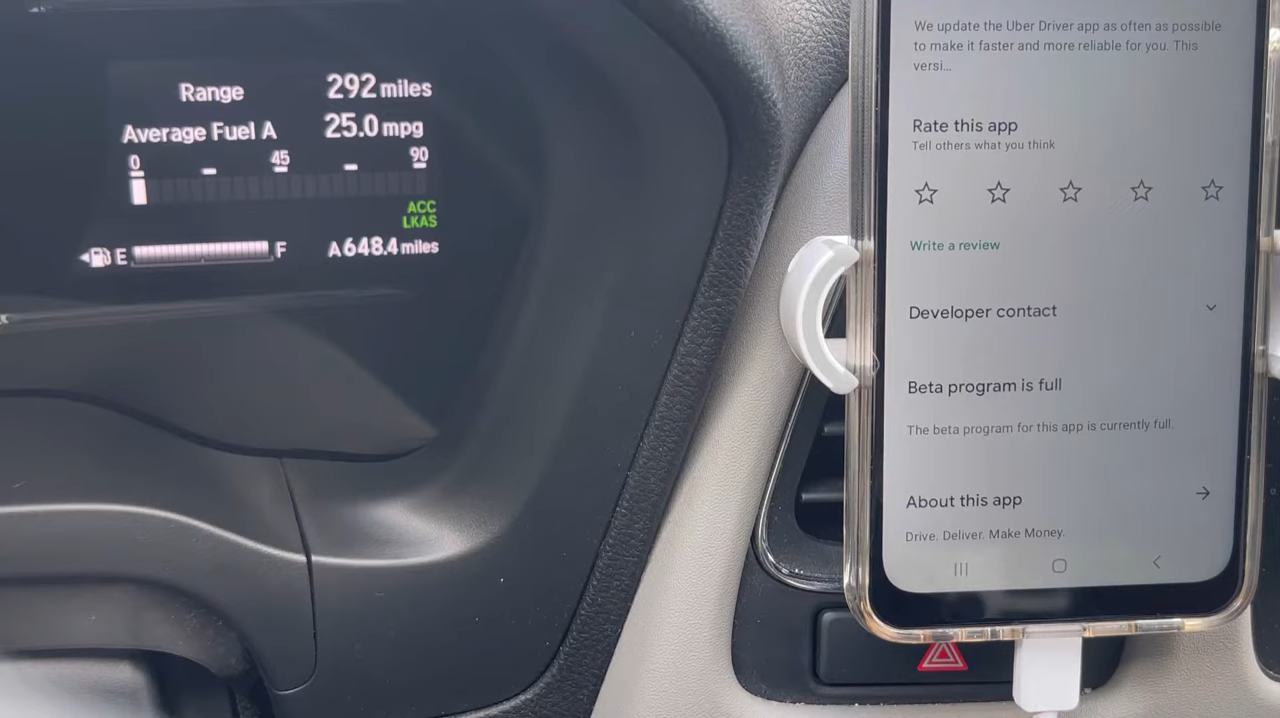 Range 292 miles
Average Fuel A 25.0 mpg
0 45 90
ACC
LKAS
E F A 648.4 miles
We update the Uber Driver app as often as possible
to make it faster and more reliable for you. This
versi...
Rate this app
Tell others what you think
Write a review
Developer contact
Beta program is full
The beta program for this app is currently full.
About this app
Drive. Deliver. Make Money.